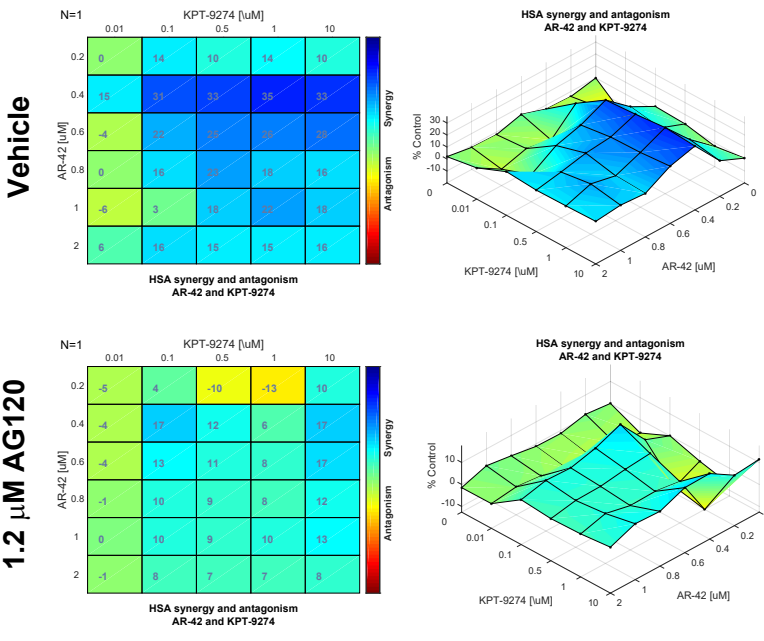 Vehicle
N=1
KPT-9274 [\uM]
0.01 0.1 0.5 1 10
AR-42 [uM]
0.2 0 14 10 14 10
0.4 15 31 33 35 33
0.6 -4 22 28
0.8 0 16 18 16
1 -6 3 18 18
2 6 16 15 15 16
Synergy
Antagonism
HSA synergy and antagonism
AR-42 and KPT-9274
HSA synergy and antagonism
AR-42 and KPT-9274
% Control
30
20
10
0
-10
0 0.01 0.1 0.5 1 10
KPT-9274 [\uM]
2 1 0.8 0.6 0.4 0.2 0
AR-42 [uM]
1.2 μM AG120
N=1
KPT-9274 [\uM]
0.01 0.1 0.5 1 10
AR-42 [uM]
0.2 -5 4 -10 -13 10
0.4 -4 17 12 6 17
0.6 -4 13 11 8 17
0.8 -1 10 9 8 12
1 0 10 9 10 13
2 -1 8 7 7 8
Synergy
Antagonism
HSA synergy and antagonism
AR-42 and KPT-9274
HSA synergy and antagonism
AR-42 and KPT-9274
% Control
10
0
-10
0 0.01 0.1 0.5 1 10
KPT-9274 [\uM]
2 1 0.8 0.6 0.4 0.2 0
AR-42 [uM]